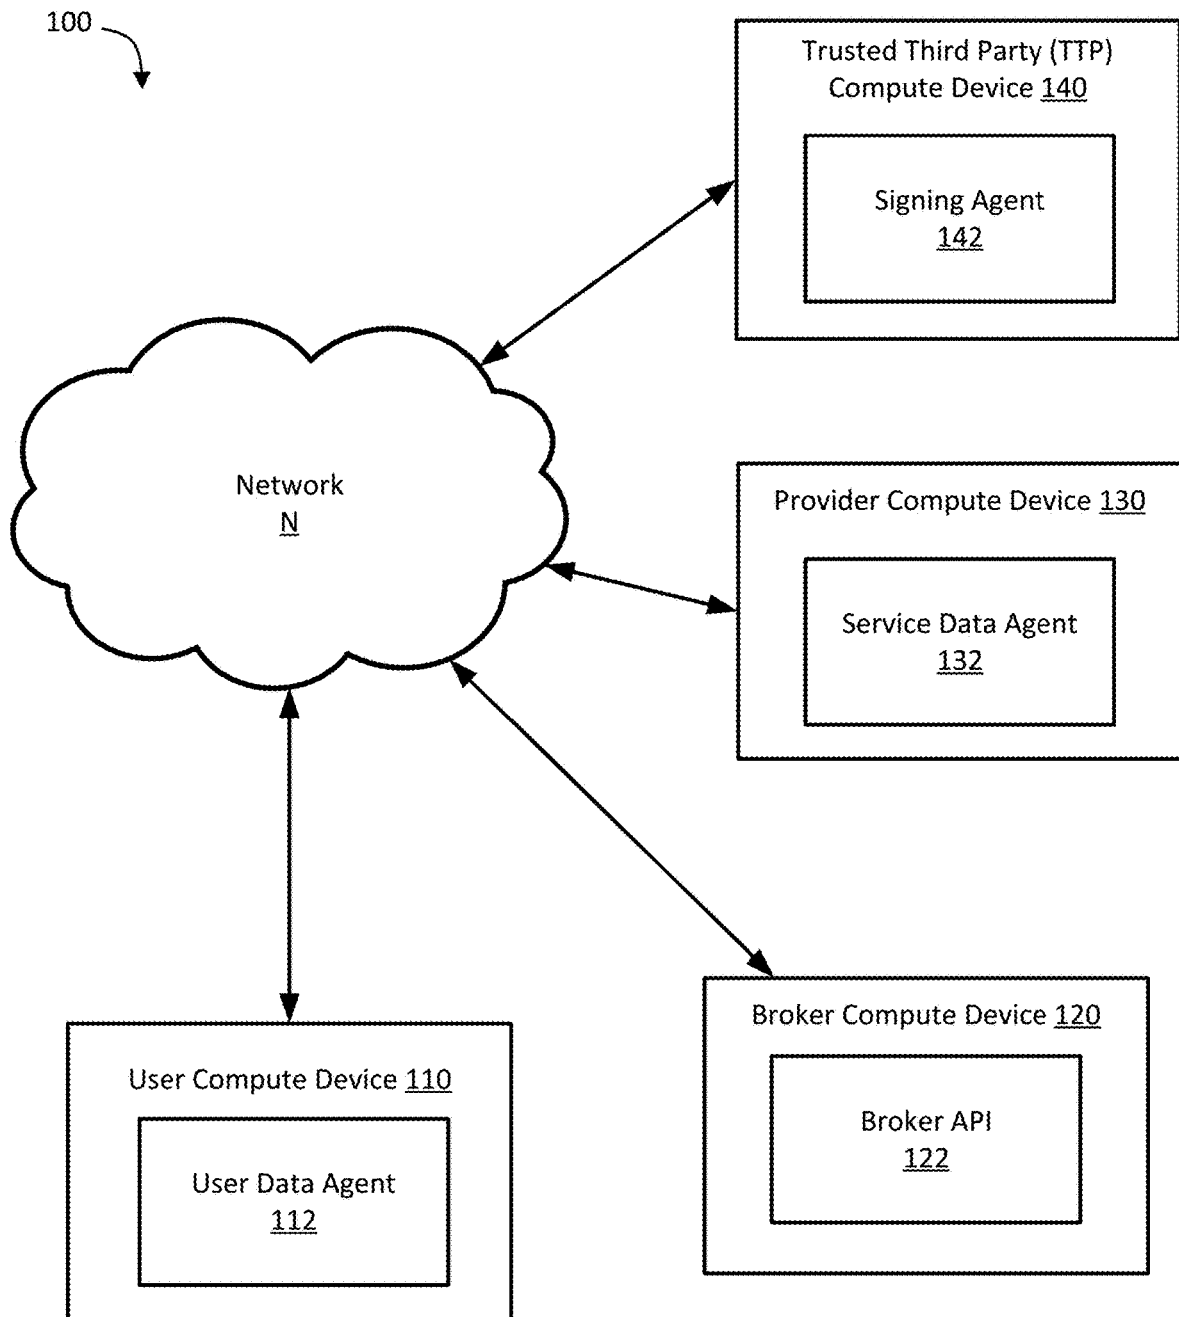 100
Trusted Third Party (TTP)
Compute Device 140
Signing Agent
142
Network
N
Provider Compute Device 130
Service Data Agent
132
Broker Compute Device 120
Broker API
122
User Compute Device 110
User Data Agent
112